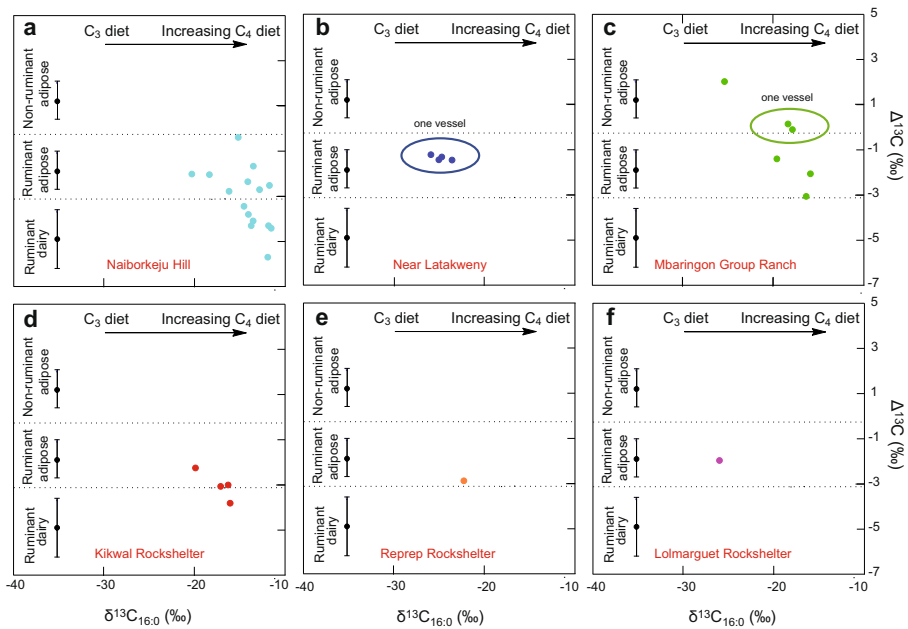 a C₃ diet Increasing C₄ diet
Non-ruminant
adipose
Ruminant
adipose
Ruminant
dairy
Naiborkeju Hill
b C₃ diet Increasing C₄ diet
Non-ruminant
adipose
Ruminant
adipose
Ruminant
dairy
one vessel
Near Latakweny
c C₃ diet Increasing C₄ diet
Non-ruminant
adipose
Ruminant
adipose
Ruminant
dairy
one vessel
Mbaringon Group Ranch
5
3
1
-1
-3
-5
-7
Δ¹³C (‰)
d C₃ diet Increasing C₄ diet
Non-ruminant
adipose
Ruminant
adipose
Ruminant
dairy
Kikwal Rockshelter
-40 -30 -20 -10
δ¹³C₁₆:₀ (‰)
e C₃ diet Increasing C₄ diet
Non-ruminant
adipose
Ruminant
adipose
Ruminant
dairy
Reprep Rockshelter
-40 -30 -20 -10
δ¹³C₁₆:₀ (‰)
f C₃ diet Increasing C₄ diet
Non-ruminant
adipose
Ruminant
adipose
Ruminant
dairy
Lolmarguet Rockshelter
-40 -30 -20 -10
δ¹³C₁₆:₀ (‰)
5
3
1
-1
-3
-5
-7
Δ¹³C (‰)